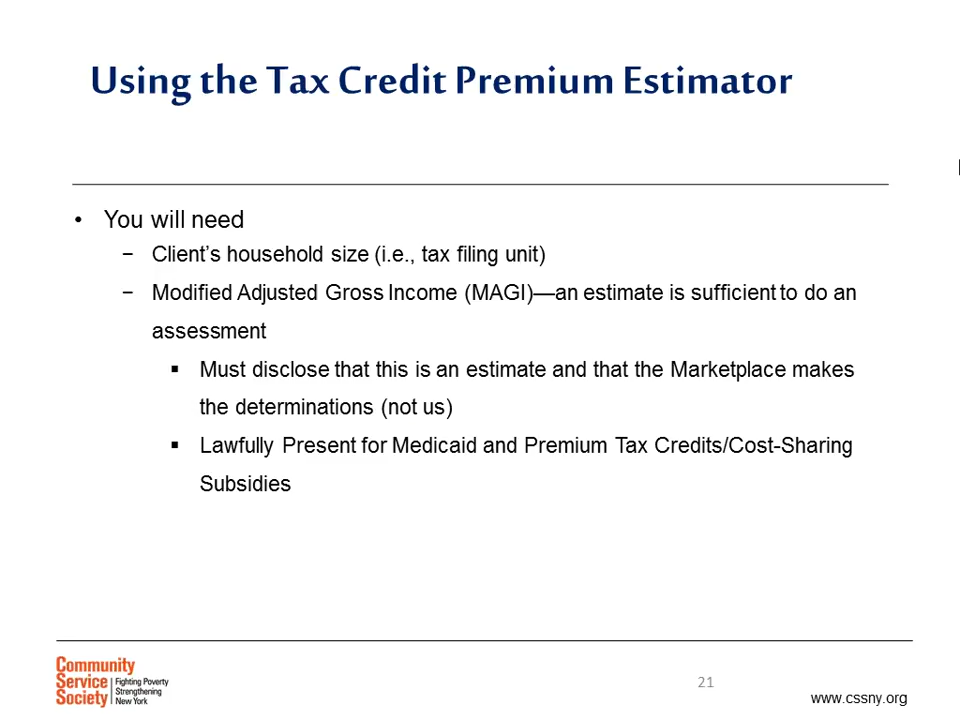 Using the Tax Credit Premium Estimator
• You will need
− Client's household size (i.e., tax filing unit)
− Modified Adjusted Gross Income (MAGI)—an estimate is sufficient to do an
assessment
▪ Must disclose that this is an estimate and that the Marketplace makes
the determinations (not us)
▪ Lawfully Present for Medicaid and Premium Tax Credits/Cost-Sharing
Subsidies
Community
Service
Society
Fighting Poverty
Strengthening
New York
21
www.cssny.org